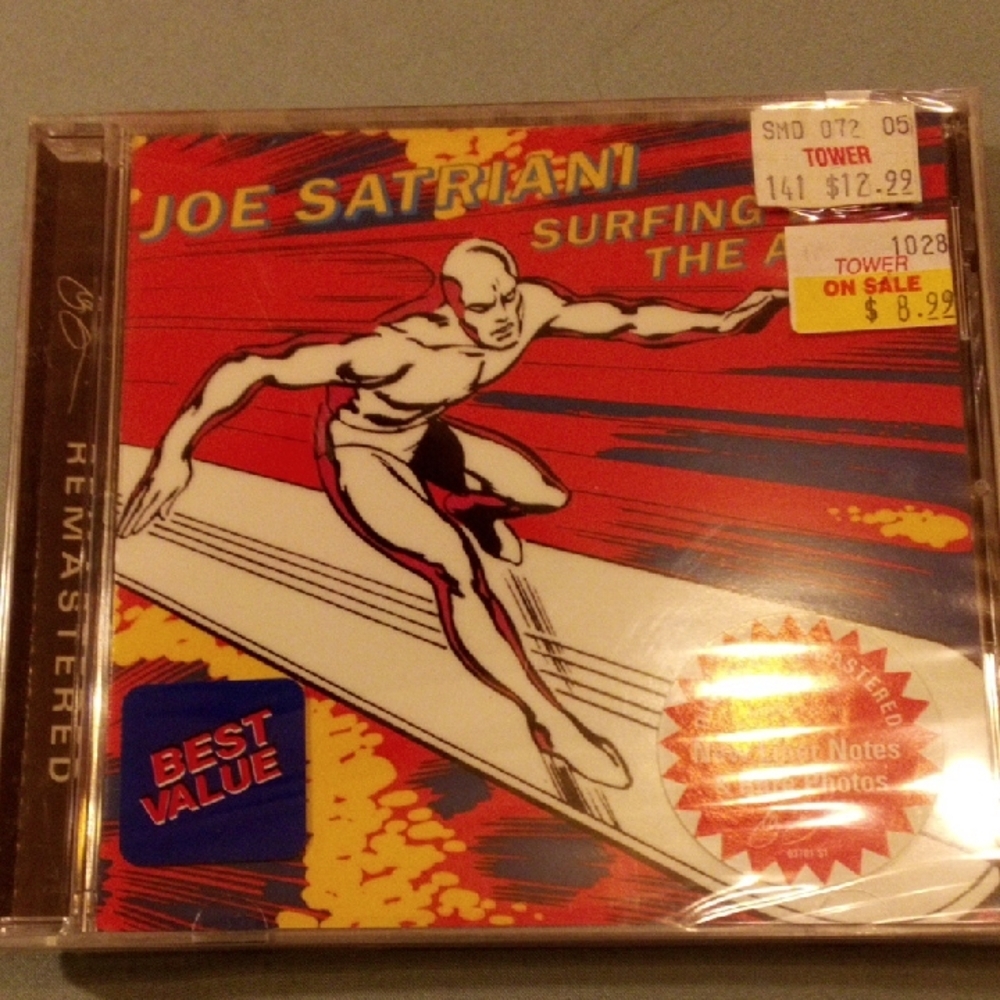 SMD 072 05
TOWER
141 $12.99
JOE SATRIANI
SURFING
THE A
1028
TOWER
ON SALE
$ 8.99
REMASTERED
BEST
VALUE
Notes
Photos